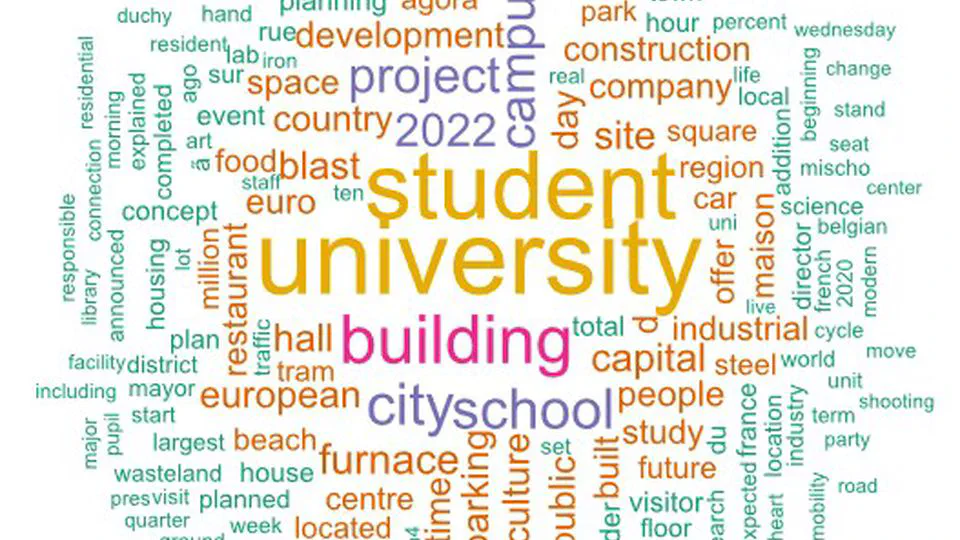 duchy hand planning agora park hour percent wednesday
resident rue development construction
lab iron real life change
residential ago sur space project campu company local beginning
morning explained completed event country 2022 day site square addition stand
art food blast student region seat
connection ã staff ten car mischo
concept euro uni science center
responsible announced housing lot million restaurant university offer maison director belgian
library live french 2020 modern
plan traffic hall building total d industrial cycle
facility district tram capital steel world move
including mayor european city school people unit
major pupil start du france location industry term shooting
largest beach set built study party
wasteland house furnace parking culture public future
pres visit planned centre time visitor mobility road
quarter week located floor heart